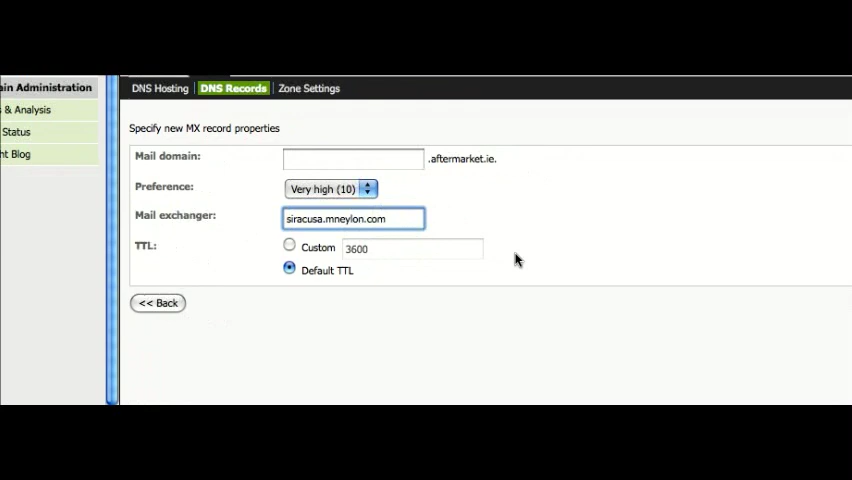 ain Administration
s & Analysis
Status
ht Blog
DNS Hosting | DNS Records | Zone Settings
Specify new MX record properties
Mail domain: .aftermarket.ie.
Preference: Very high (10)
Mail exchanger: siracusa.mneylon.com
TTL: Custom 3600
Default TTL
<< Back